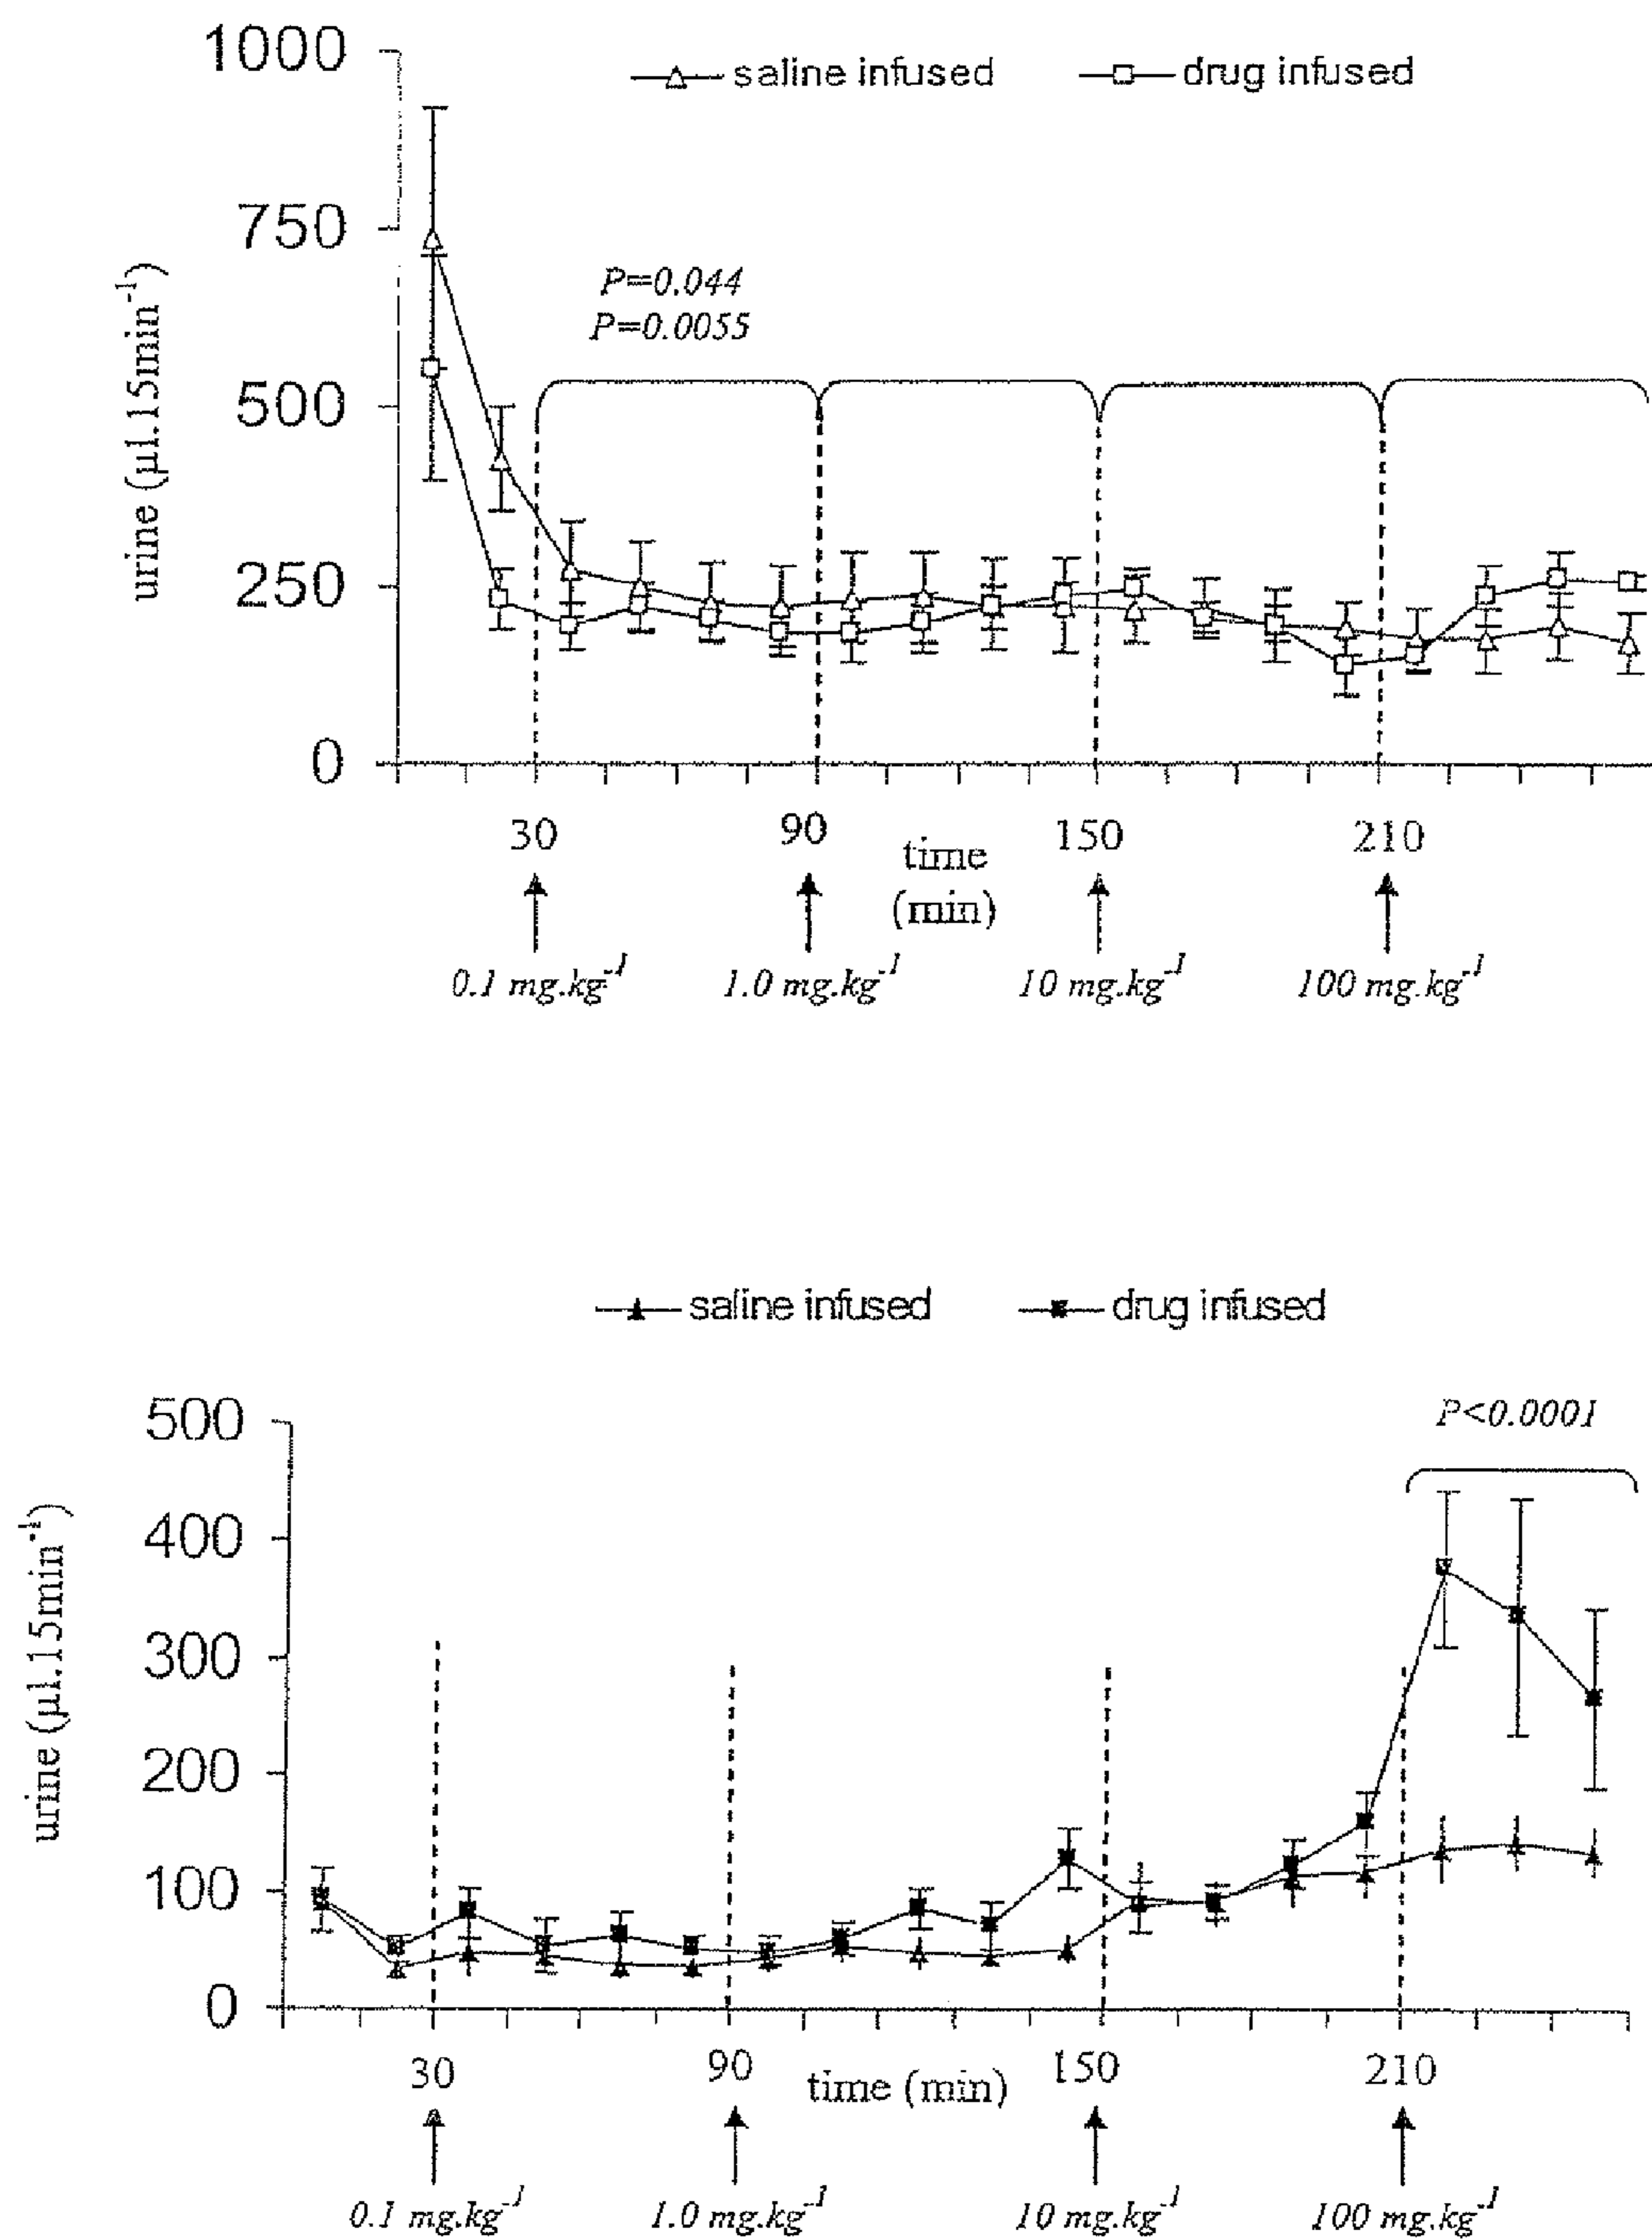 1000
saline infused drug infused
750
P=0.044
P=0.0055
500
250
0
urine (µl.15min⁻¹)
30 90 150 210
time
(min)
0.1 mg.kg⁻¹ 1.0 mg.kg⁻¹ 10 mg.kg⁻¹ 100 mg.kg⁻¹
saline infused drug infused
500
P<0.0001
400
300
200
100
0
urine (µl.15min⁻¹)
30 90 150 210
time (min)
0.1 mg.kg⁻¹ 1.0 mg.kg⁻¹ 10 mg.kg⁻¹ 100 mg.kg⁻¹